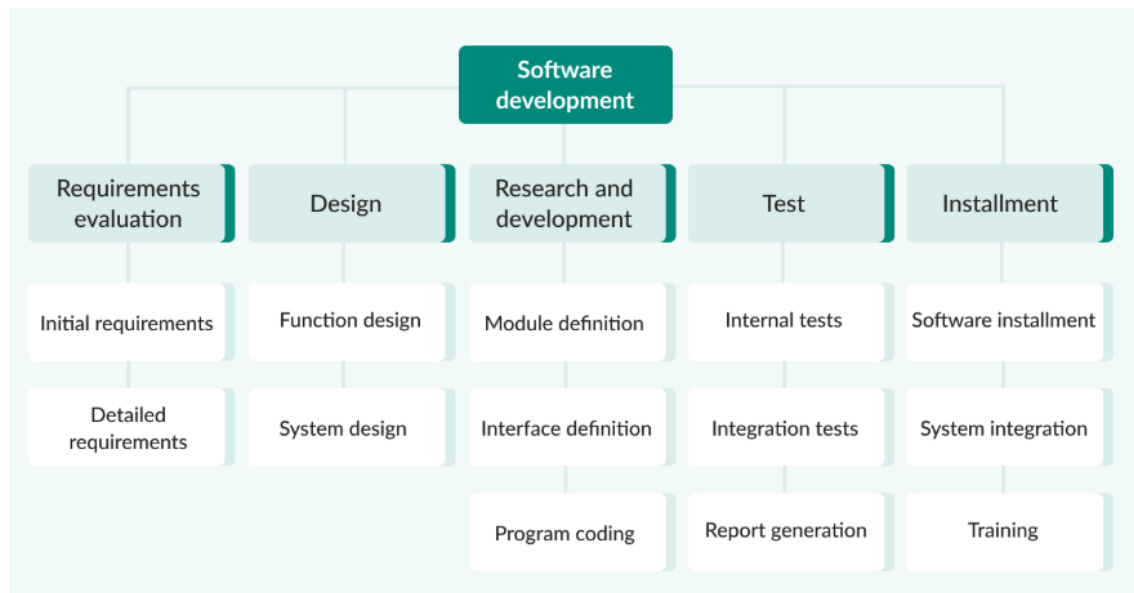 Software
development
Requirements
evaluation
Design
Research and
development
Test
Installment
Initial requirements
Function design
Module definition
Internal tests
Software installment
Detailed
requirements
System design
Interface definition
Integration tests
System integration
Program coding
Report generation
Training